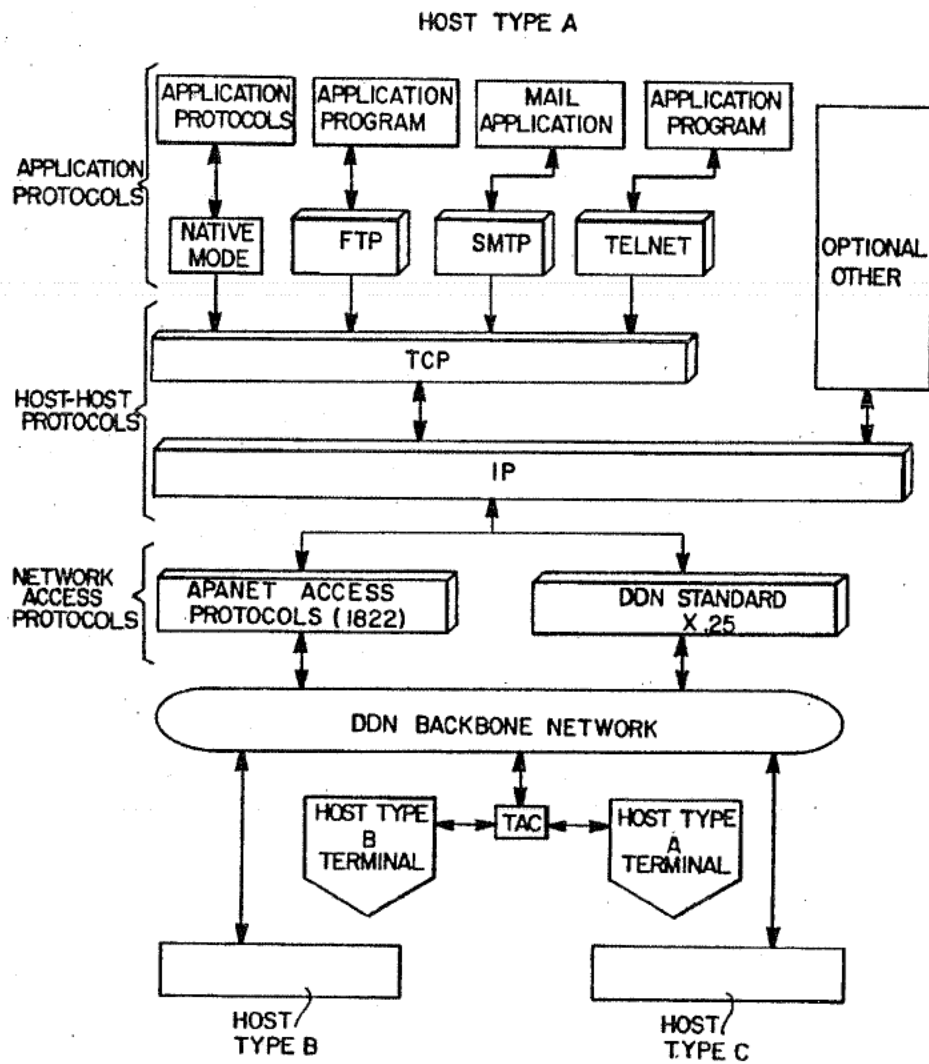 HOST TYPE A
APPLICATION
PROTOCOLS
APPLICATION
PROGRAM
MAIL
APPLICATION
APPLICATION
PROGRAM
APPLICATION
PROTOCOLS
NATIVE
MODE
FTP
SMTP
TELNET
OPTIONAL
OTHER
TCP
HOST-HOST
PROTOCOLS
IP
NETWORK
ACCESS
PROTOCOLS
APANET ACCESS
PROTOCOLS (1822)
DDN STANDARD
X.25
DDN BACKBONE NETWORK
HOST TYPE
B
TERMINAL
TAC
HOST TYPE
A
TERMINAL
HOST
TYPE B
HOST
TYPE C